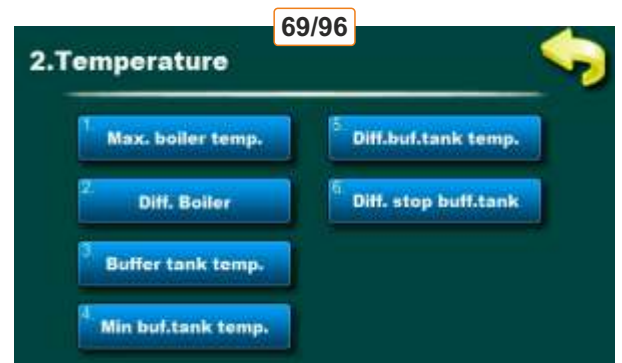 69/96
2.Temperature
1. Max. boiler temp.
2. Diff. Boiler
3. Buffer tank temp.
4. Min buf.tank temp.
5. Diff.buf.tank temp.
6. Diff. stop buff.tank